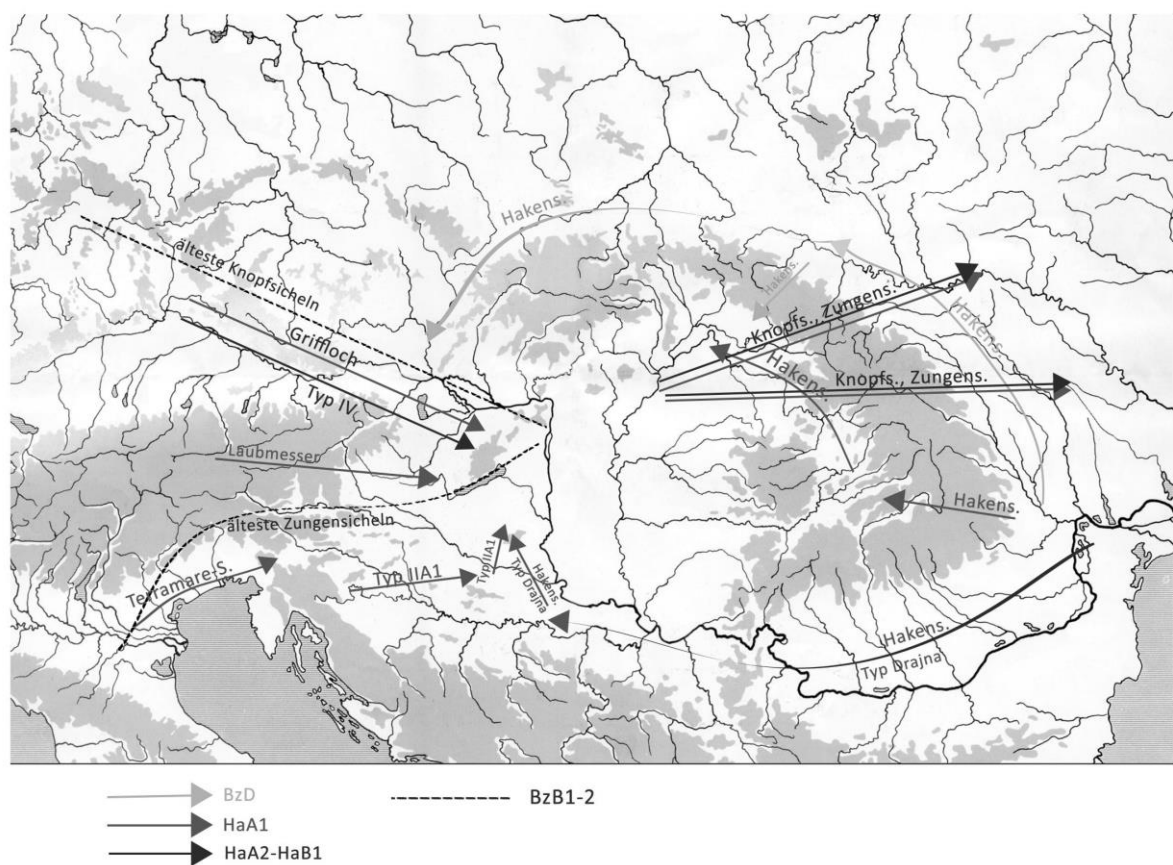 Hakens.
älteste Knopfsicheln
Hakens.
Knopfs., Zungens.
Hakens.
Griffloch
Hakens.
Knopfs., Zungens.
Typ IV
Laubmesser
Hakens.
älteste Zungensicheln
Typ IIA1
Hakens.
Typ Drajna
Terramare S.
Typ IIA1
Hakens.
Typ Drajna
BzD
BzB1-2
HaA1
HaA2-HaB1